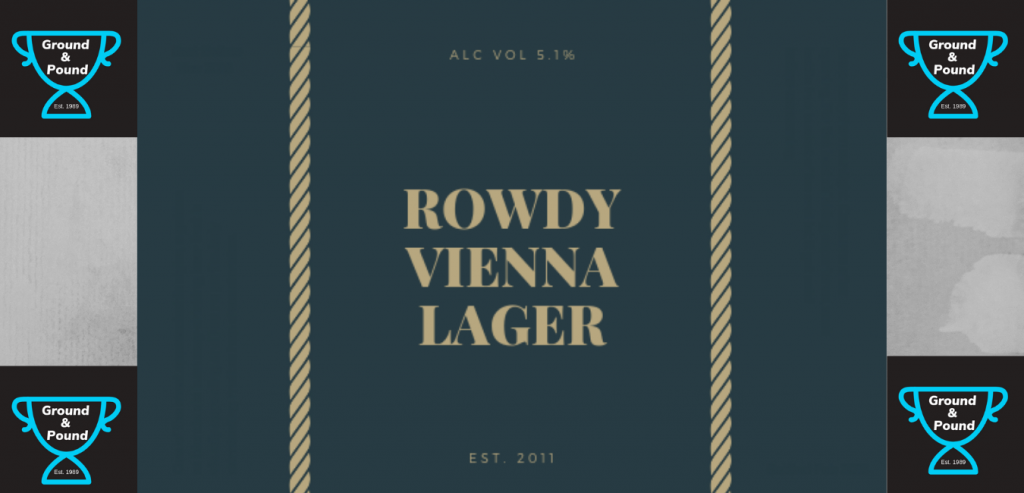 Ground
&
Pound
Est. 1989
ALC VOL 5.1%
ROWDY
VIENNA
LAGER
EST. 2011
Ground
&
Pound
Est. 1989
Ground
&
Pound
Est. 1989
Ground
&
Pound
Est. 1989